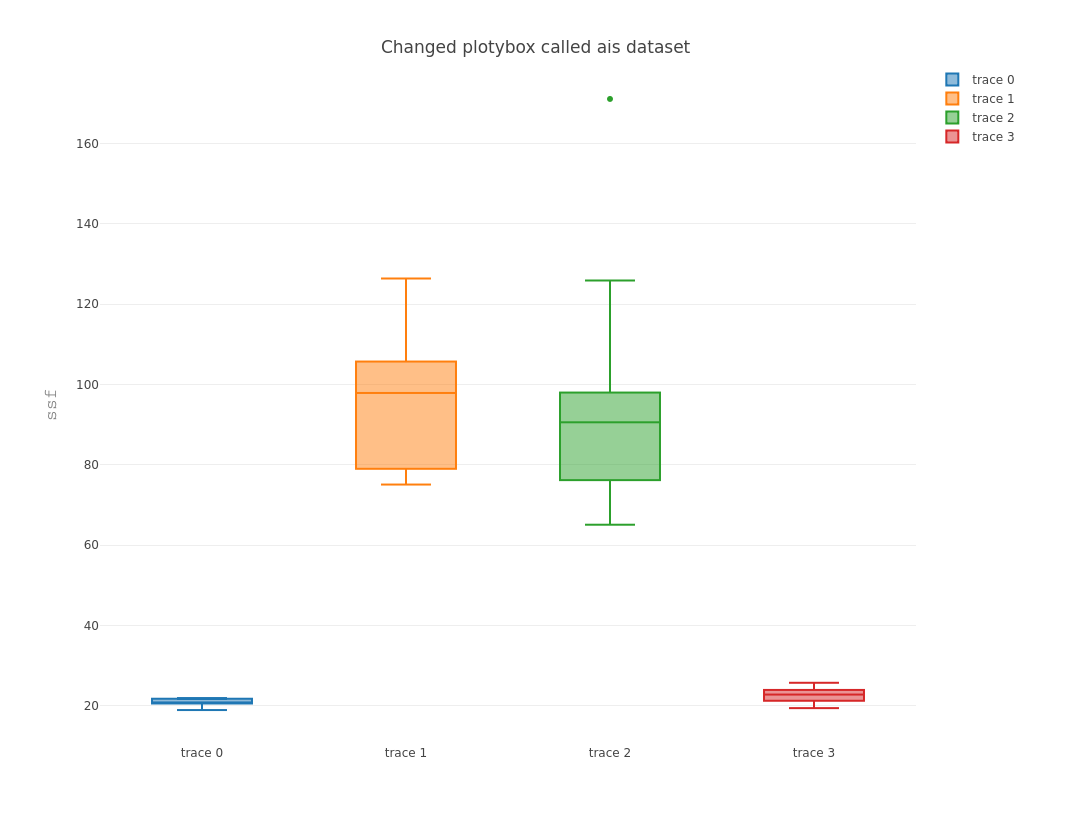 Changed plotybox called ais dataset
trace 0
trace 1
trace 2
trace 3
160
140
120
100
80
60
40
20
ssf
trace 0
trace 1
trace 2
trace 3